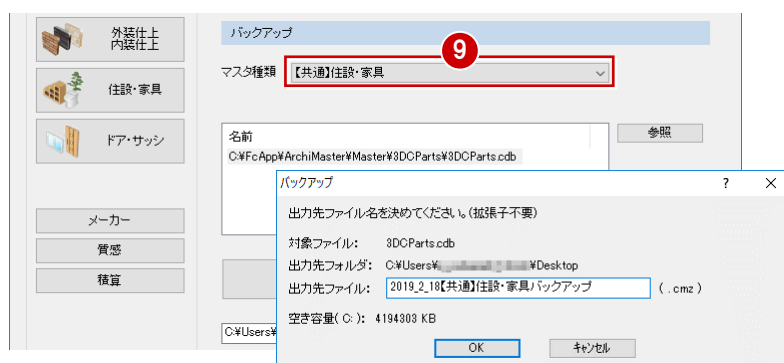 外装仕上
内装仕上
住設・家具
ドア・サッシ
メーカー
質感
積算
バックアップ
9
マスタ種類 【共通】住設・家具
参照
名前
C:¥FcApp¥ArchiMaster¥Master¥3DCParts¥3DCParts.cdb
C:¥Users¥
バックアップ ? ×
出力先ファイル名を決めてください。(拡張子不要)
対象ファイル: 3DCParts.cdb
出力先フォルダ: C:¥Users¥ ¥Desktop
出力先ファイル: 2019_2_18【共通】住設・家具バックアップ (.cmz)
空き容量( C: ): 4194303 KB
OK キャンセル